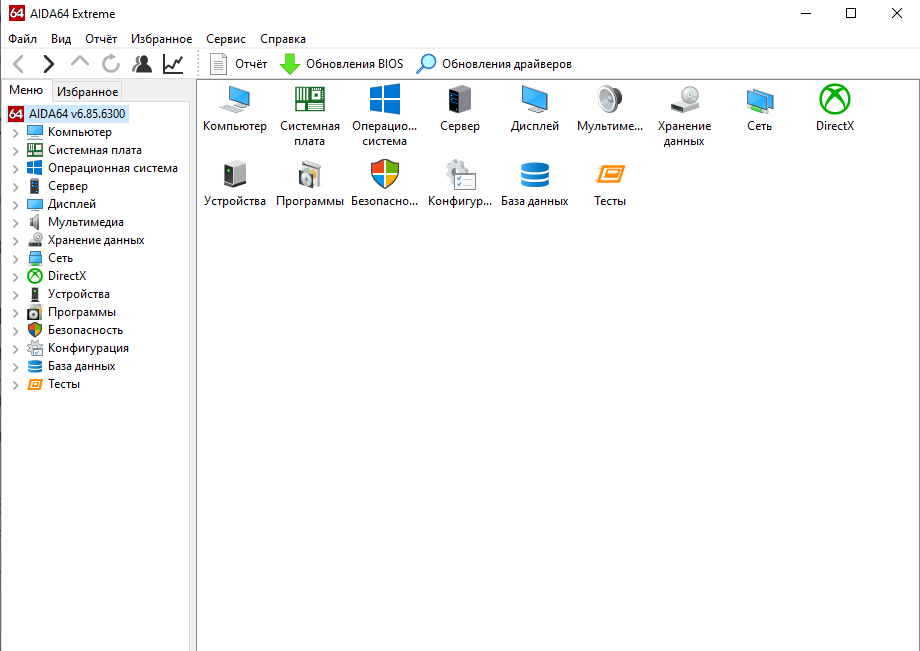 64 AIDA64 Extreme
Файл Вид Отчёт Избранное Сервис Справка
Отчёт Обновления BIOS Обновления драйверов
Меню Избранное
64 AIDA64 v6.85.6300
Компьютер
Системная плата
Операционная система
Сервер
Дисплей
Мультимедиа
Хранение данных
Сеть
DirectX
Устройства
Программы
Безопасность
Конфигурация
База данных
Тесты
Компьютер
Системная
плата
Операцио...
система
Сервер
Дисплей
Мультиме...
Хранение
данных
Сеть
DirectX
Устройства
Программы
Безопасно...
Конфигур...
База данных
Тесты